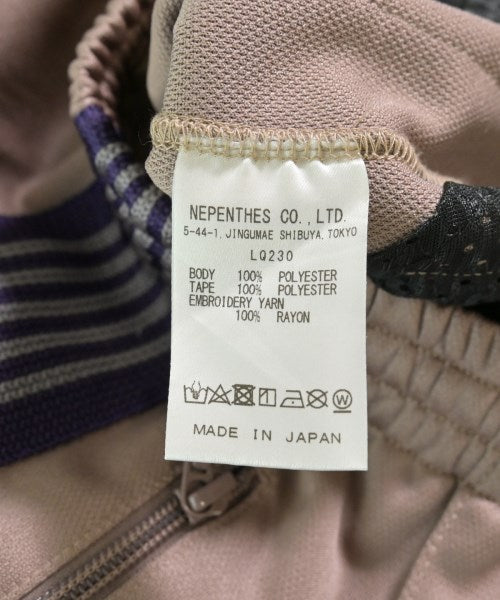 NEPENTHES CO.,LTD.
5-44-1, JINGUMAE SHIBUYA, TOKYO
LQ230
BODY 100% POLYESTER
TAPE 100% POLYESTER
EMBROIDERY YARN
100% RAYON
MADE IN JAPAN